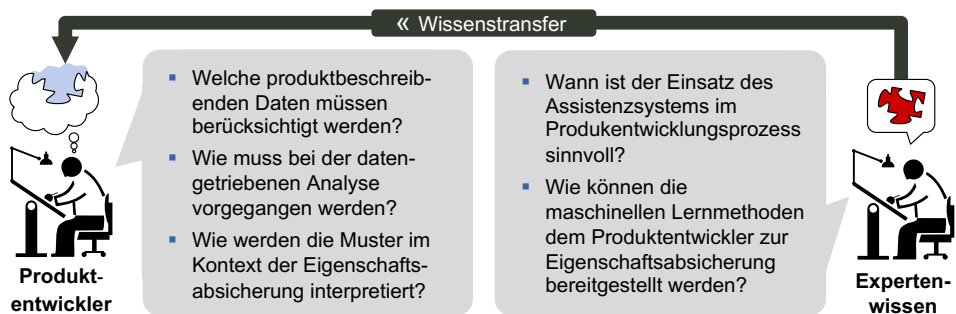 « Wissenstransfer
▪ Welche produktbeschreib-
enden Daten müssen
berücksichtigt werden?
▪ Wie muss bei der daten-
getriebenen Analyse
vorgegangen werden?
▪ Wie werden die Muster im
Kontext der Eigenschafts-
absicherung interpretiert?
▪ Wann ist der Einsatz des
Assistenzsystems im
Produkentwicklungsprozess
sinnvoll?
▪ Wie können die
maschinellen Lernmethoden
dem Produktentwickler zur
Eigenschaftsabsicherung
bereitgestellt werden?
Produkt-
entwickler
Experten-
wissen